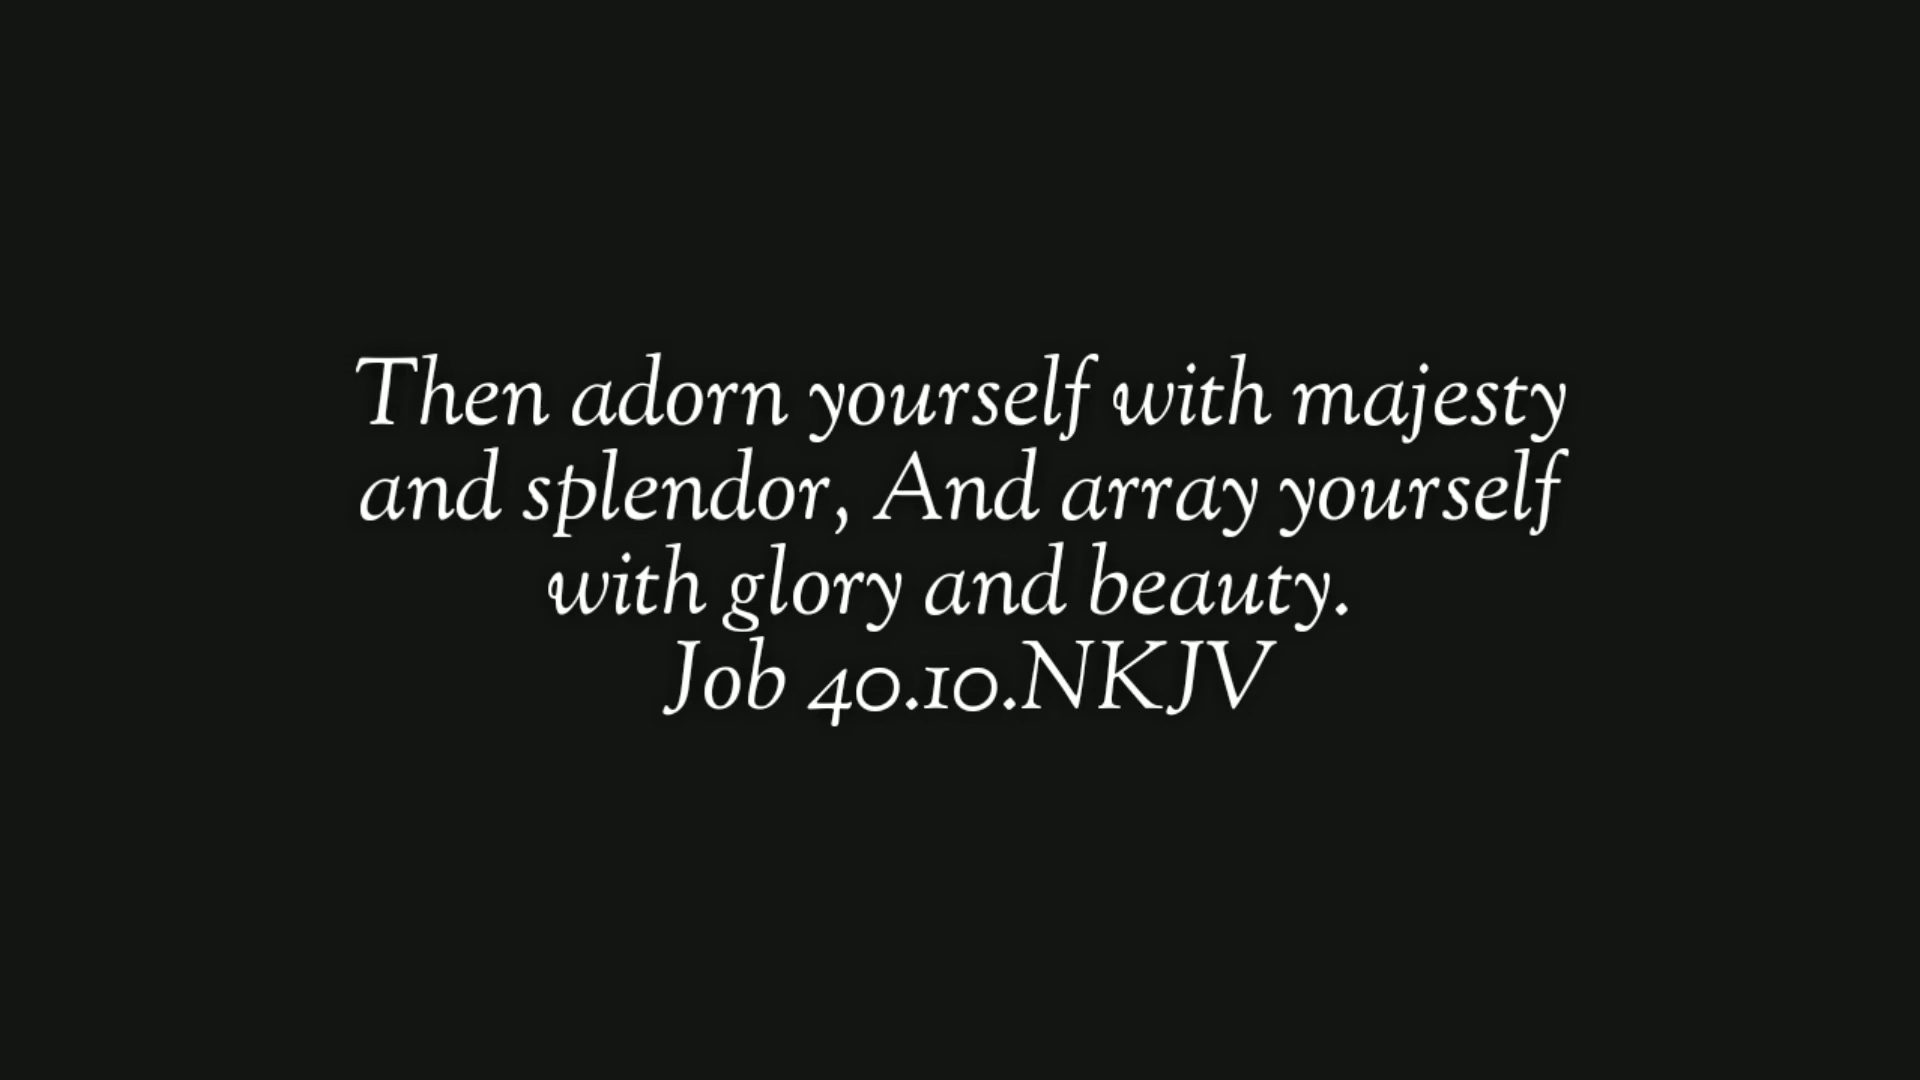 Then adorn yourself with majesty
and splendor, And array yourself
with glory and beauty.
Job 40.10.NKJV